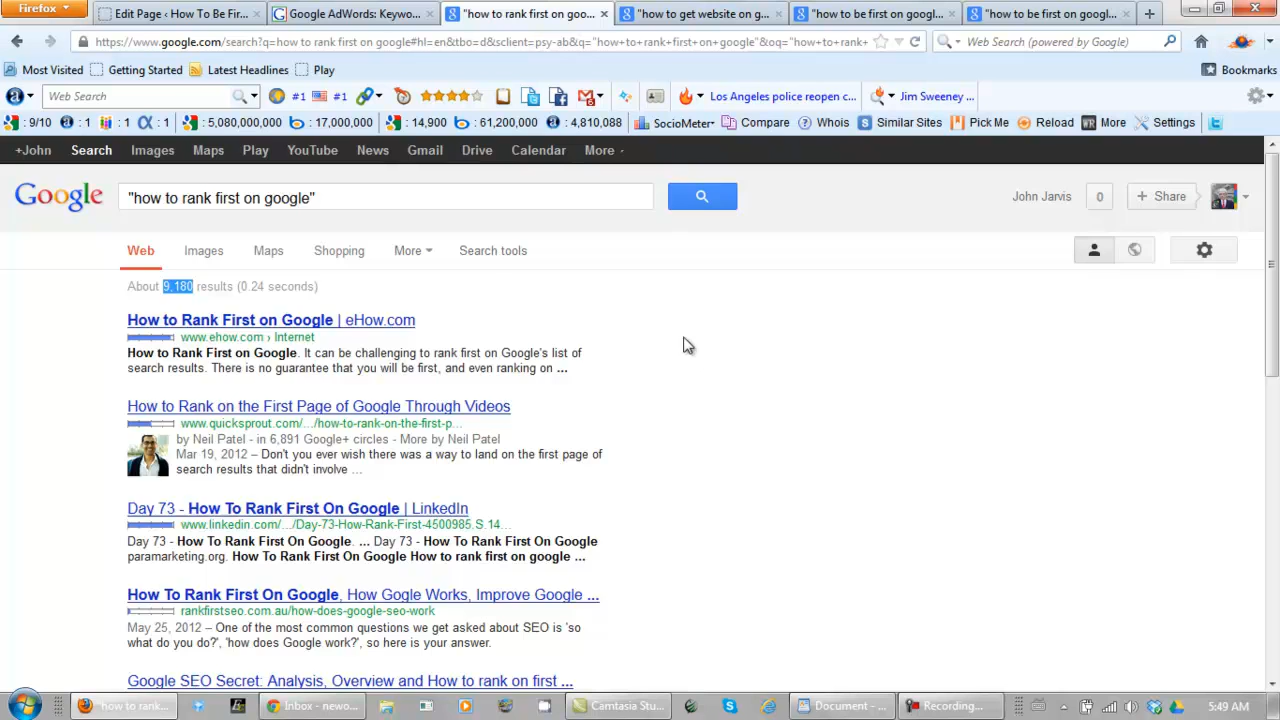 Firefox
Edit Page ‹ How To Be Fir...
Google AdWords: Keywo...
"how to rank first on goo...
"how to get website on g...
"how to be first on googl...
"how to be first on googl...
https://www.google.com/search?q=how to rank first on google#hl=en&tbo=d&sclient=psy-ab&q="how+to+rank+first+on+google"&oq="how+to+rank+
Web Search (powered by Google)
Most Visited
Getting Started
Latest Headlines
Play
Bookmarks
Web Search
#1
#1
Los Angeles police reopen c...
Jim Sweeney ...
: 9/10
: 1
: 1
: 1
: 5,080,000,000
: 17,000,000
: 14,900
: 61,200,000
: 4,810,088
SocioMeter
Compare
Whois
Similar Sites
Pick Me
Reload
More
Settings
+John
Search
Images
Maps
Play
YouTube
News
Gmail
Drive
Calendar
More
Google
"how to rank first on google"
John Jarvis
0
+ Share
Web
Images
Maps
Shopping
More
Search tools
About 9,180 results (0.24 seconds)
How to Rank First on Google | eHow.com
www.ehow.com › Internet
How to Rank First on Google. It can be challenging to rank first on Google's list of
search results. There is no guarantee that you will be first, and even ranking on ...
How to Rank on the First Page of Google Through Videos
www.quicksprout.com/.../how-to-rank-on-the-first-p...
by Neil Patel - in 6,891 Google+ circles - More by Neil Patel
Mar 19, 2012 – Don't you ever wish there was a way to land on the first page of
search results that didn't involve ...
Day 73 - How To Rank First On Google | LinkedIn
www.linkedin.com/.../Day-73-How-Rank-First-4500985.S.14...
Day 73 - How To Rank First On Google. ... Day 73 - How To Rank First On Google
paramarketing.org. How To Rank First On Google How to rank first on google ...
How To Rank First On Google, How Gogle Works, Improve Google ...
rankfirstseo.com.au/how-does-google-seo-work
May 25, 2012 – One of the most common questions we get asked about SEO is 'so
what do you do?', 'how does Google work?', so here is your answer.
Google SEO Secret: Analysis, Overview and How to rank on first ...
"how to rank...
Inbox - newo...
Camtasia Stu...
Document - ...
Recording...
5:49 AM